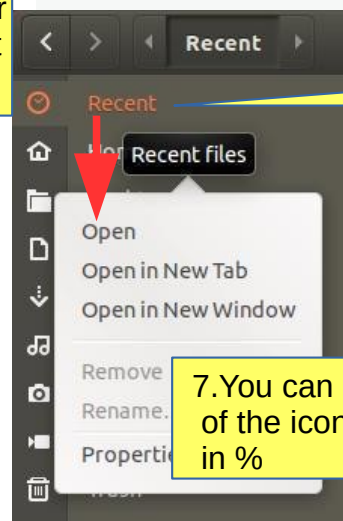 r
Recent
Recent
Recent files
Open
Open in New Tab
Open in New Window
Remove
Rename.
7.You can
of the icon
in %